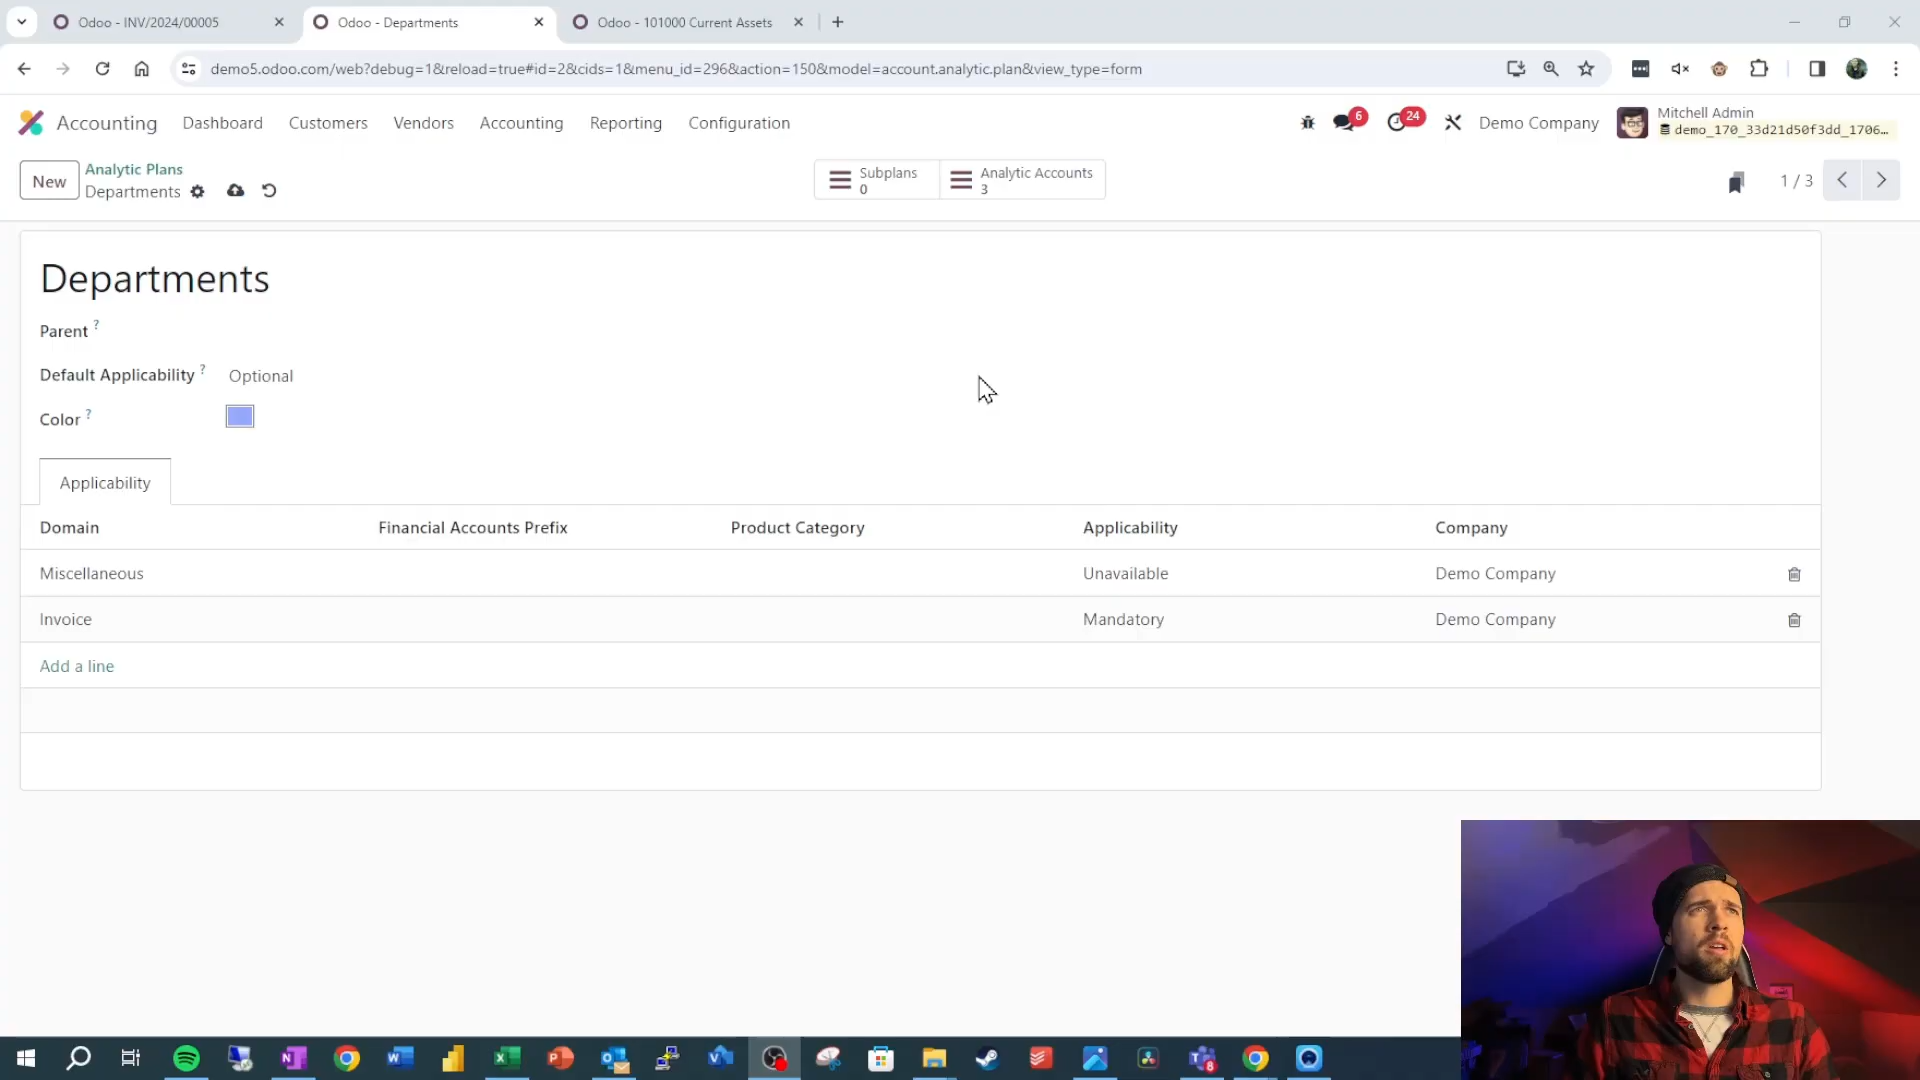 Odoo - INV/2024/00005
Odoo - Departments
Odoo - 101000 Current Assets
demo5.odoo.com/web?debug=1&reload=true#id=2&cids=1&menu_id=296&action=150&model=account.analytic.plan&view_type=form
Accounting
Dashboard
Customers
Vendors
Accounting
Reporting
Configuration
6
24
Demo Company
Mitchell Admin
demo_170_33d21d50f3dd_1706...
New
Analytic Plans
Departments
Subplans
0
Analytic Accounts
3
1 / 3
Departments
Parent ?
Default Applicability ?
Optional
Color ?
Applicability
Domain
Financial Accounts Prefix
Product Category
Applicability
Company
Miscellaneous
Unavailable
Demo Company
Invoice
Mandatory
Demo Company
Add a line